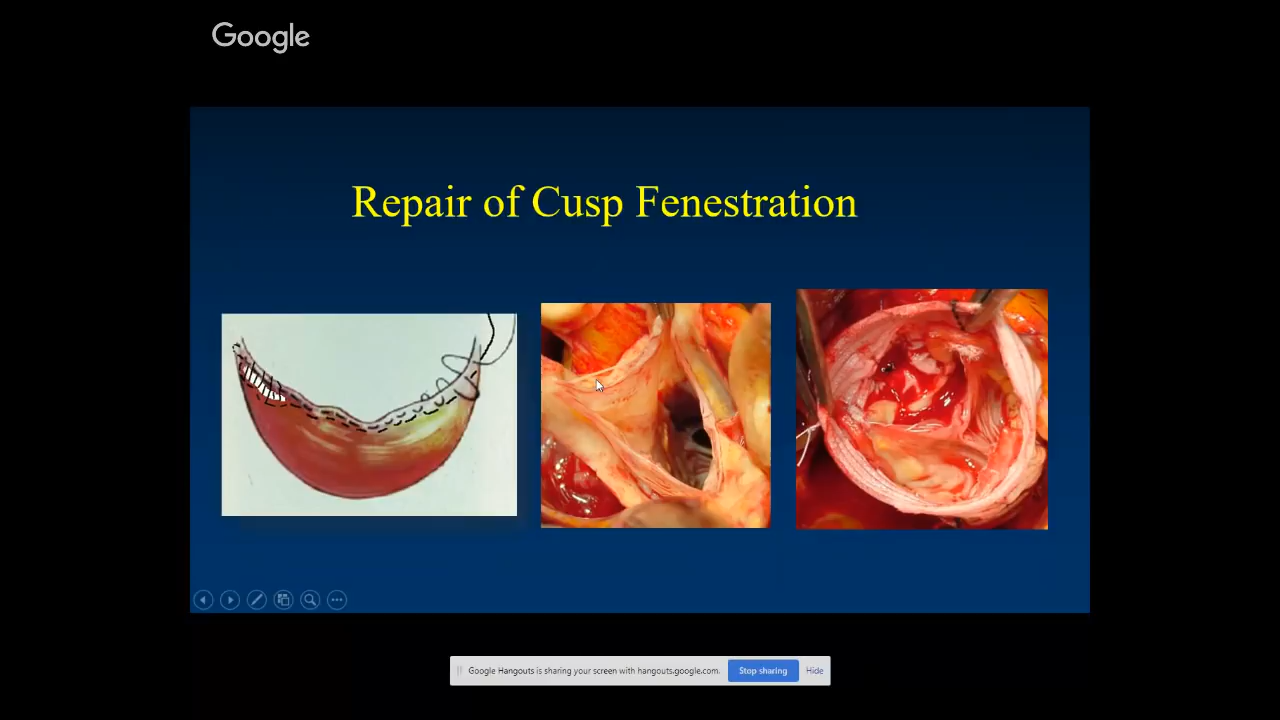 Google
Repair of Cusp Fenestration
Google Hangouts is sharing your screen with hangouts.google.com.
Stop sharing
Hide